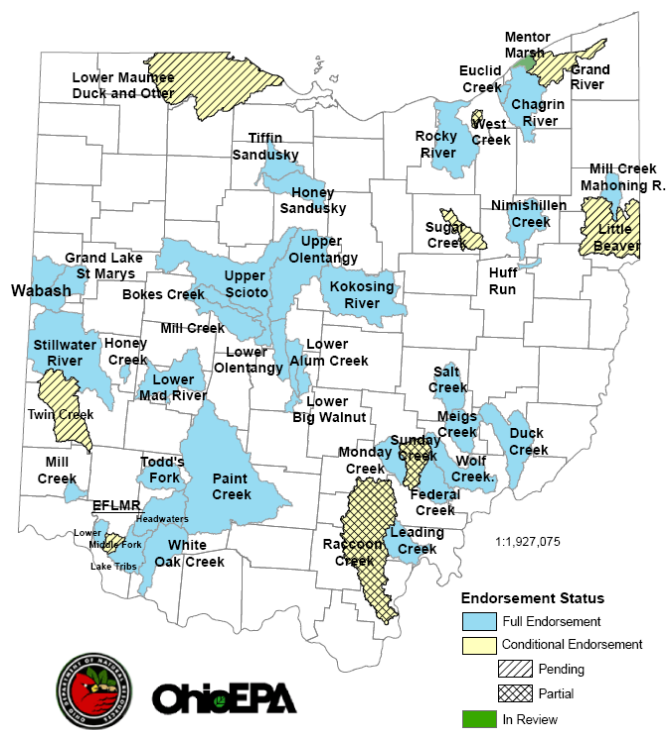 Mentor
Marsh
Lower Maumee
Duck and Otter
Euclid
Creek
Grand
River
Chagrin
River
West
Creek
Rocky
River
Tiffin
Sandusky
Honey
Sandusky
Mill Creek
Mahoning R.
Nimishillen
Creek
Sugar
Creek
Little
Beaver
Huff
Run
Grand Lake
St Marys
Wabash
Upper
Olentangy
Upper
Scioto
Bokes Creek
Kokosing
River
Mill Creek
Stillwater
River
Honey
Creek
Lower
Olentangy
Lower
Alum Creek
Lower
Mad River
Lower
Big Walnut
Salt
Creek
Twin Creek
Meigs
Creek
Duck
Creek
Sunday
Creek
Monday
Creek
Wolf
Creek.
Mill
Creek
Todd's
Fork
Paint
Creek
Federal
Creek
EFLMR
Headwaters
Lower
Middle Fork
Lake Tribs
White
Oak Creek
Raccoon
Creek
Leading
Creek
1:1,927,075
Endorsement Status
Full Endorsement
Conditional Endorsement
Pending
Partial
In Review
OHIO DEPARTMENT OF NATURAL RESOURCES
OhioEPA